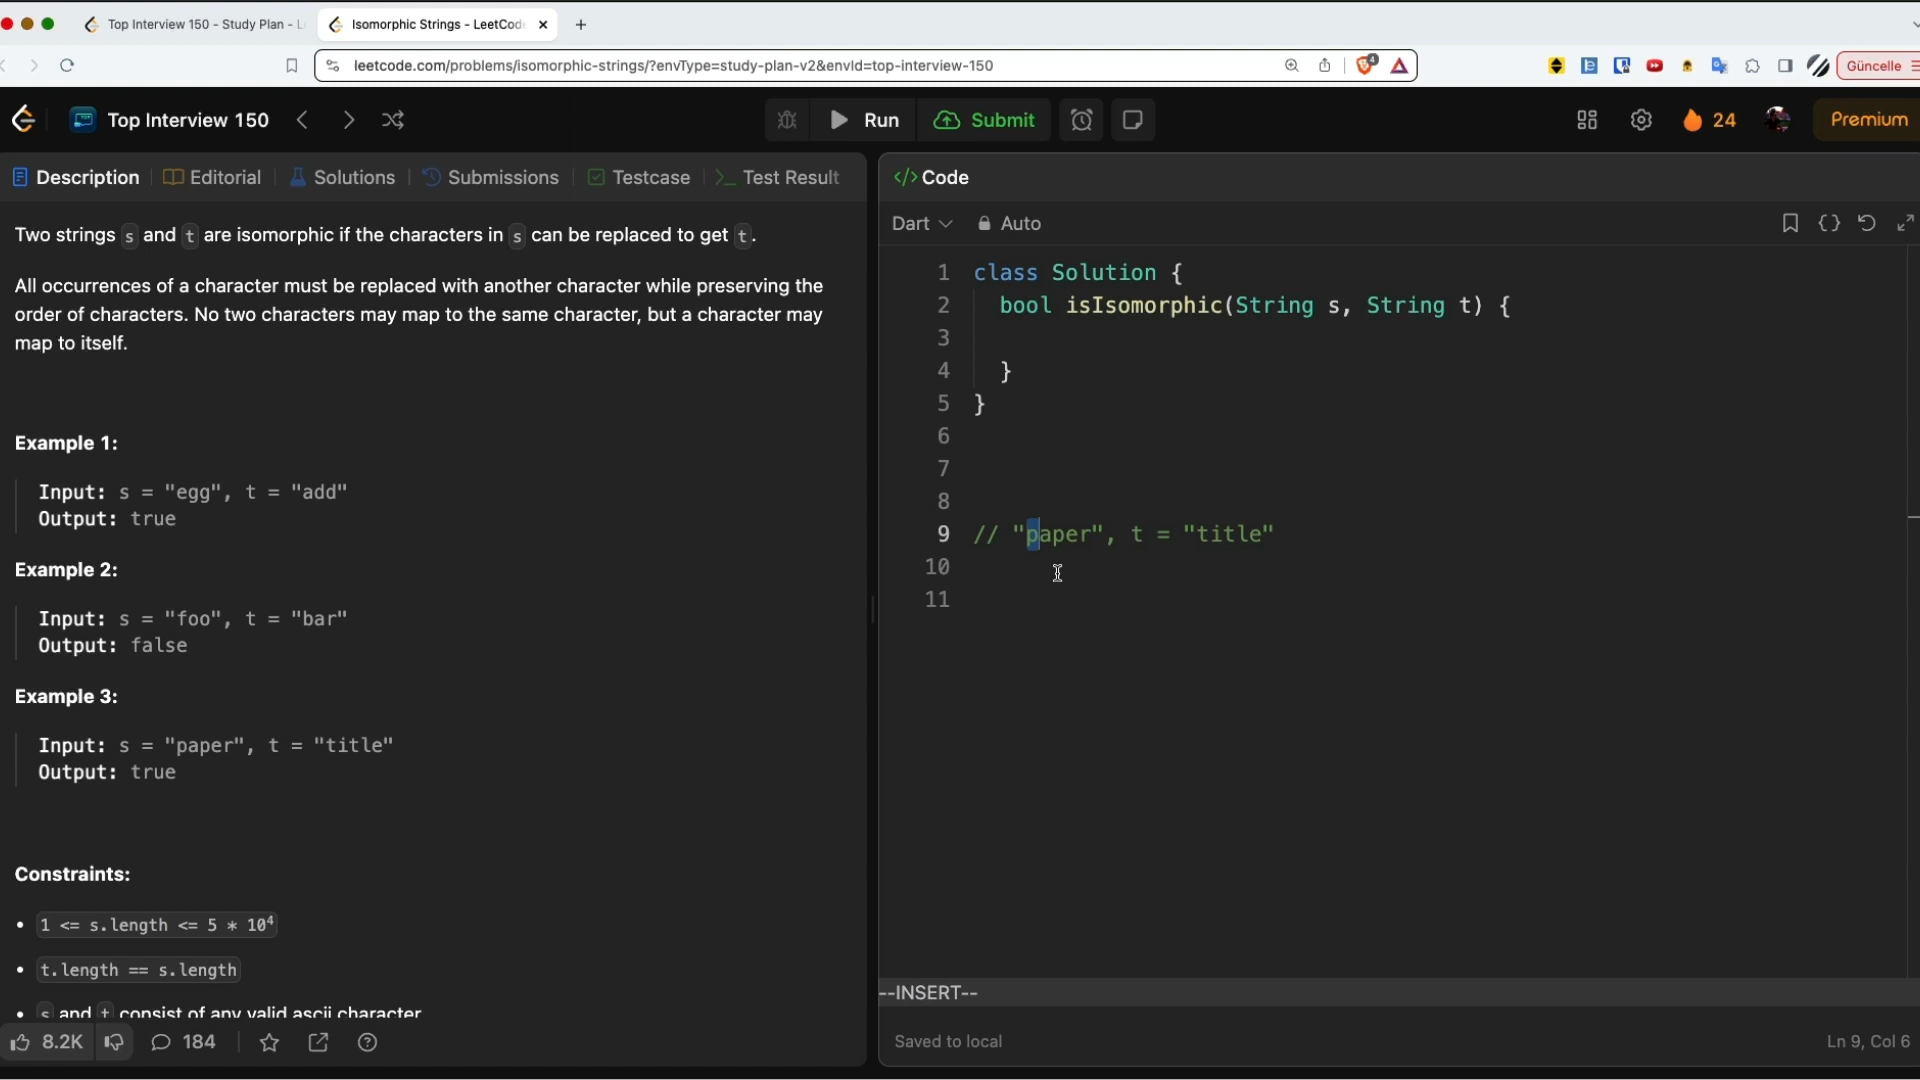 Top Interview 150 - Study Plan - L
Isomorphic Strings - LeetCod
leetcode.com/problems/isomorphic-strings/?envType=study-plan-v2&envId=top-interview-150
4
Güncelle
Top Interview 150
Run
Submit
24
Premium
Description
Editorial
Solutions
Submissions
Testcase
Test Result
Two strings s and t are isomorphic if the characters in s can be replaced to get t.
All occurrences of a character must be replaced with another character while preserving the
order of characters. No two characters may map to the same character, but a character may
map to itself.
Example 1:
Input: s = "egg", t = "add"
Output: true
Example 2:
Input: s = "foo", t = "bar"
Output: false
Example 3:
Input: s = "paper", t = "title"
Output: true
Constraints:
• 1 <= s.length <= 5 * 10⁴
• t.length == s.length
• s and t consist of any valid ascii character
8.2K
184
</> Code
Dart
Auto
1 class Solution {
2 bool isIsomorphic(String s, String t) {
3
4 }
5 }
6
7
8
9 // "paper", t = "title"
10
11
--INSERT--
Saved to local
Ln 9, Col 6